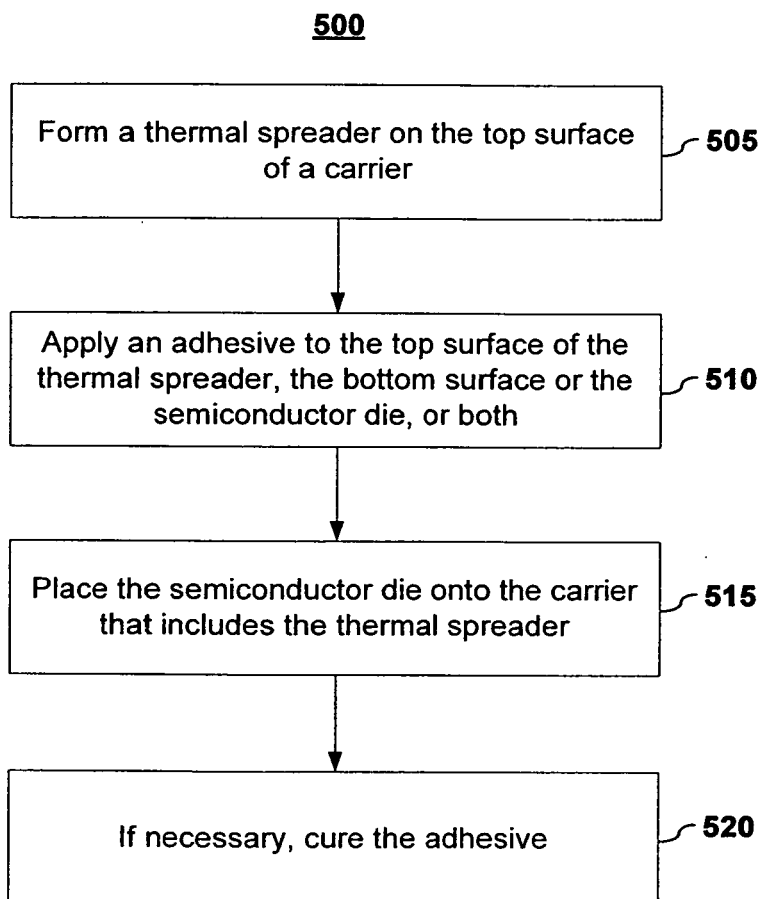 500
Form a thermal spreader on the top surface
of a carrier
505
Apply an adhesive to the top surface of the
thermal spreader, the bottom surface or the
semiconductor die, or both
510
Place the semiconductor die onto the carrier
that includes the thermal spreader
515
If necessary, cure the adhesive
520